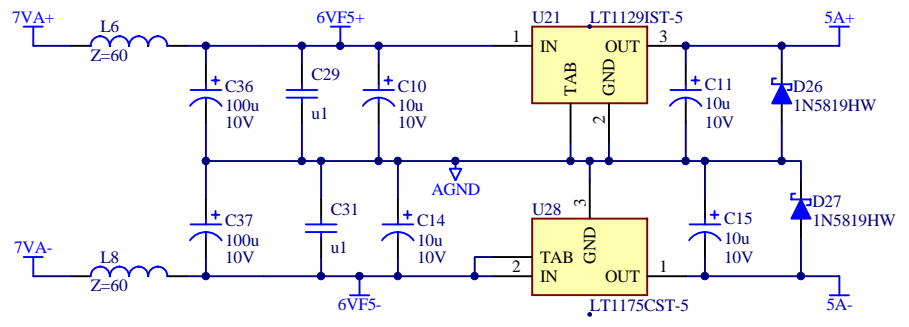 7VA+
L6
Z=60
6VF5+
U21
LT1129IST-5
5A+
1
IN
OUT
3
TAB
GND
2
C36
100u
10V
C29
u1
C10
10u
10V
C11
10u
10V
D26
1N5819HW
AGND
C37
100u
10V
C31
u1
C14
10u
10V
U28
3
GND
C15
10u
10V
D27
1N5819HW
7VA-
L8
Z=60
6VF5-
TAB
2
IN
OUT
1
LT1175CST-5
5A-